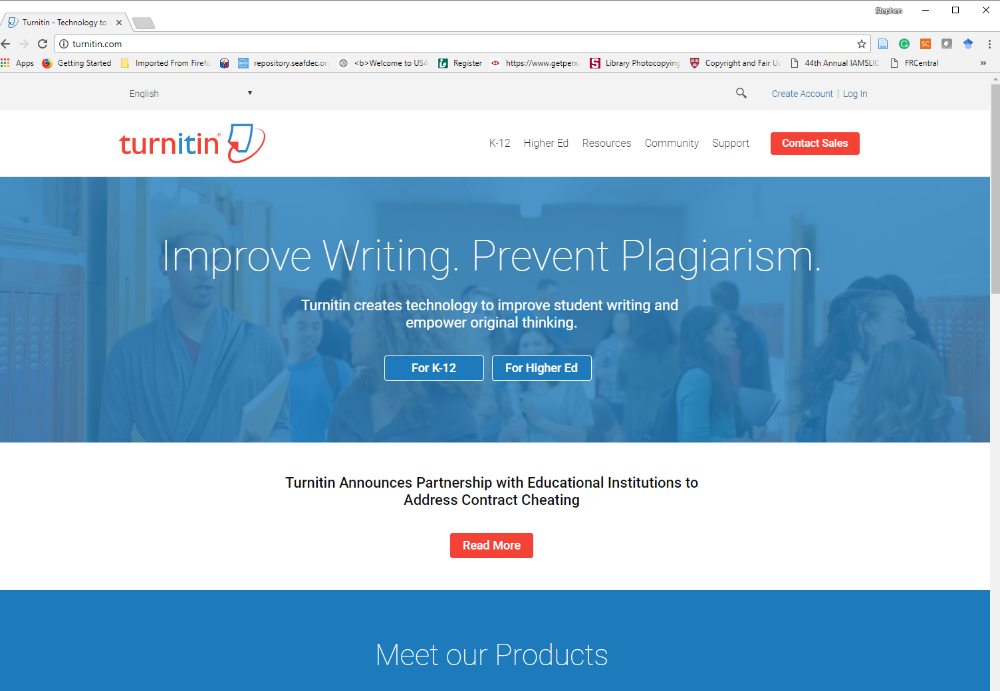 Stephen
Turnitin - Technology to
turnitin.com
SC
Apps
Getting Started
Imported From Firefo
repository.seafdec.or
<b>Welcome to USA
Register
https://www.getperx.
Library Photocopying
Copyright and Fair Us
44th Annual IAMSLIC
FRCentral
»
English
Create Account | Log In
turnitin®
K-12
Higher Ed
Resources
Community
Support
Contact Sales
Improve Writing. Prevent Plagiarism.
Turnitin creates technology to improve student writing and
empower original thinking.
For K-12
For Higher Ed
Turnitin Announces Partnership with Educational Institutions to
Address Contract Cheating
Read More
Meet our Products